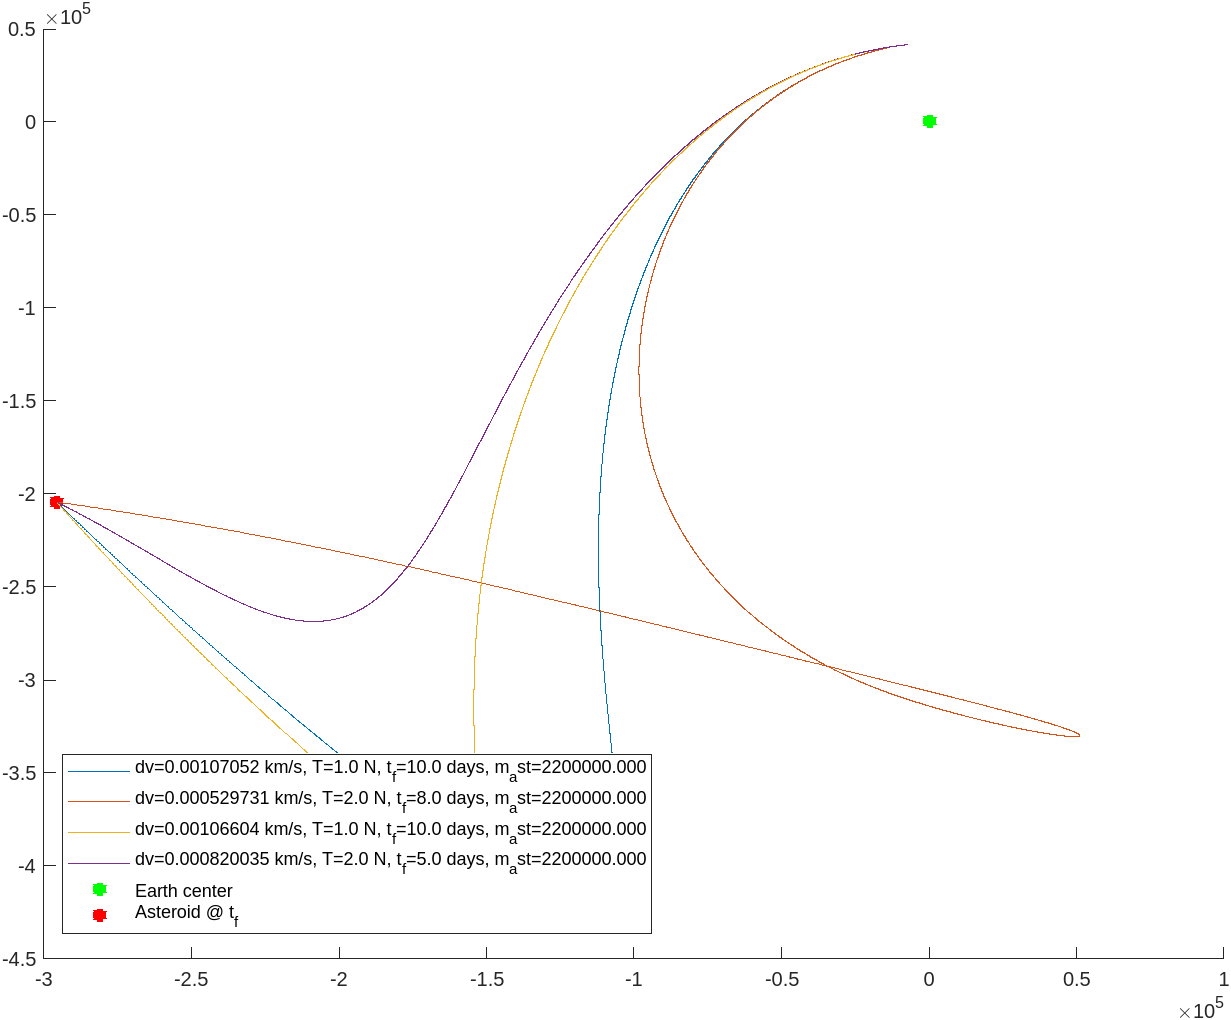 ×10^5
0.5
0
-0.5
-1
-1.5
-2
-2.5
-3
-3.5
-4
-4.5
dv=0.00107052 km/s, T=1.0 N, t_f=10.0 days, m_ast=2200000.000
dv=0.000529731 km/s, T=2.0 N, t_f=8.0 days, m_ast=2200000.000
dv=0.00106604 km/s, T=1.0 N, t_f=10.0 days, m_ast=2200000.000
dv=0.000820035 km/s, T=2.0 N, t_f=5.0 days, m_ast=2200000.000
Earth center
Asteroid @ t_f
-3 -2.5 -2 -1.5 -1 -0.5 0 0.5 1
×10^5